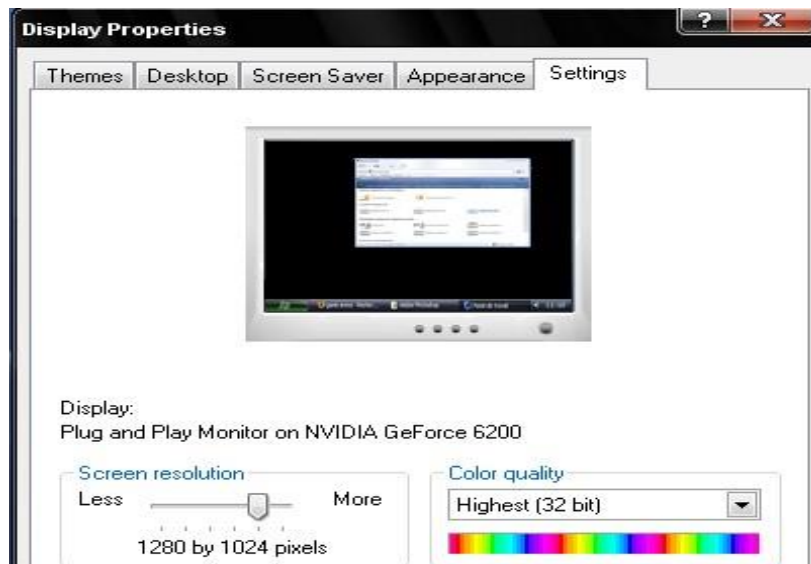 Display Properties
?
X
Themes Desktop Screen Saver Appearance Settings
Display:
Plug and Play Monitor on NVIDIA GeForce 6200
Screen resolution
Less More
1280 by 1024 pixels
Color quality
Highest (32 bit)